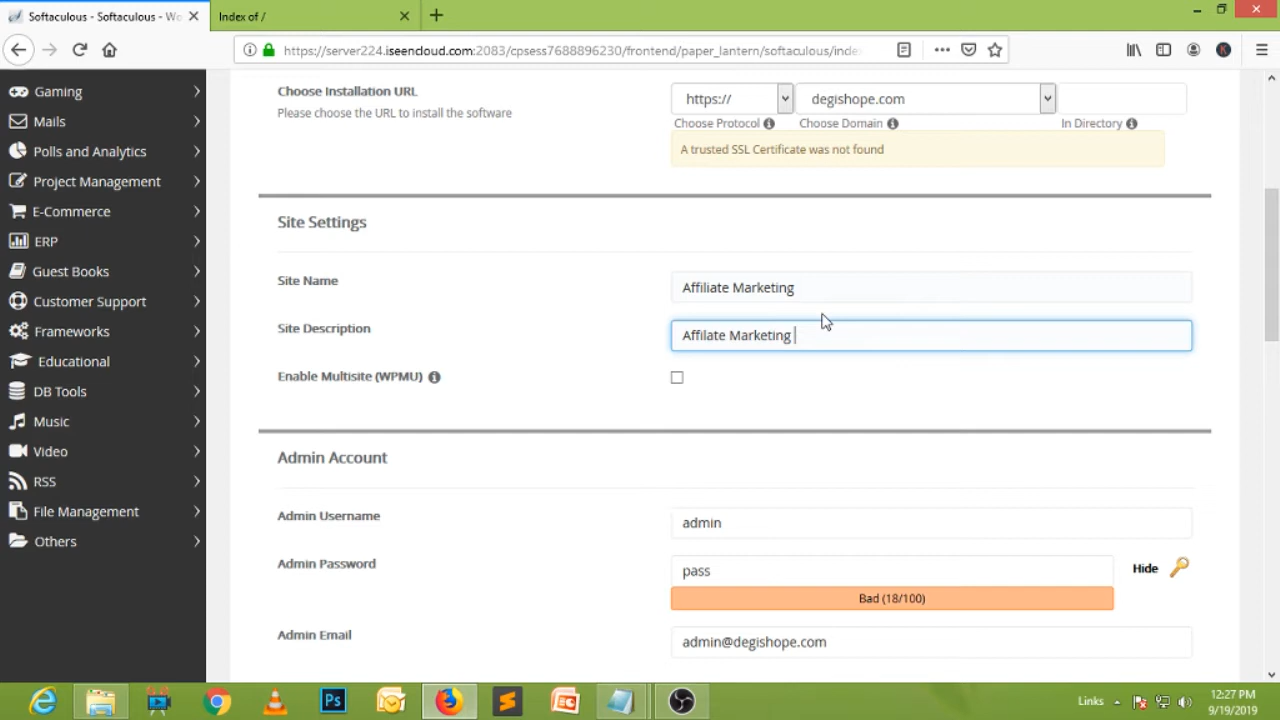 Softaculous - Softaculous - Wo
Index of /
https://server224.iseencloud.com:2083/cpsess7688896230/frontend/paper_lantern/softaculous/inde
Gaming
Mails
Polls and Analytics
Project Management
E-Commerce
ERP
Guest Books
Customer Support
Frameworks
Educational
DB Tools
Music
Video
RSS
File Management
Others
Choose Installation URL
Please choose the URL to install the software
https://
degishope.com
Choose Protocol
Choose Domain
In Directory
A trusted SSL Certificate was not found
Site Settings
Site Name
Affiliate Marketing
Site Description
Affilate Marketing
Enable Multisite (WPMU)
Admin Account
Admin Username
admin
Admin Password
pass
Hide
Bad (18/100)
Admin Email
admin@degishope.com
Ps
Links
12:27 PM
9/19/2019